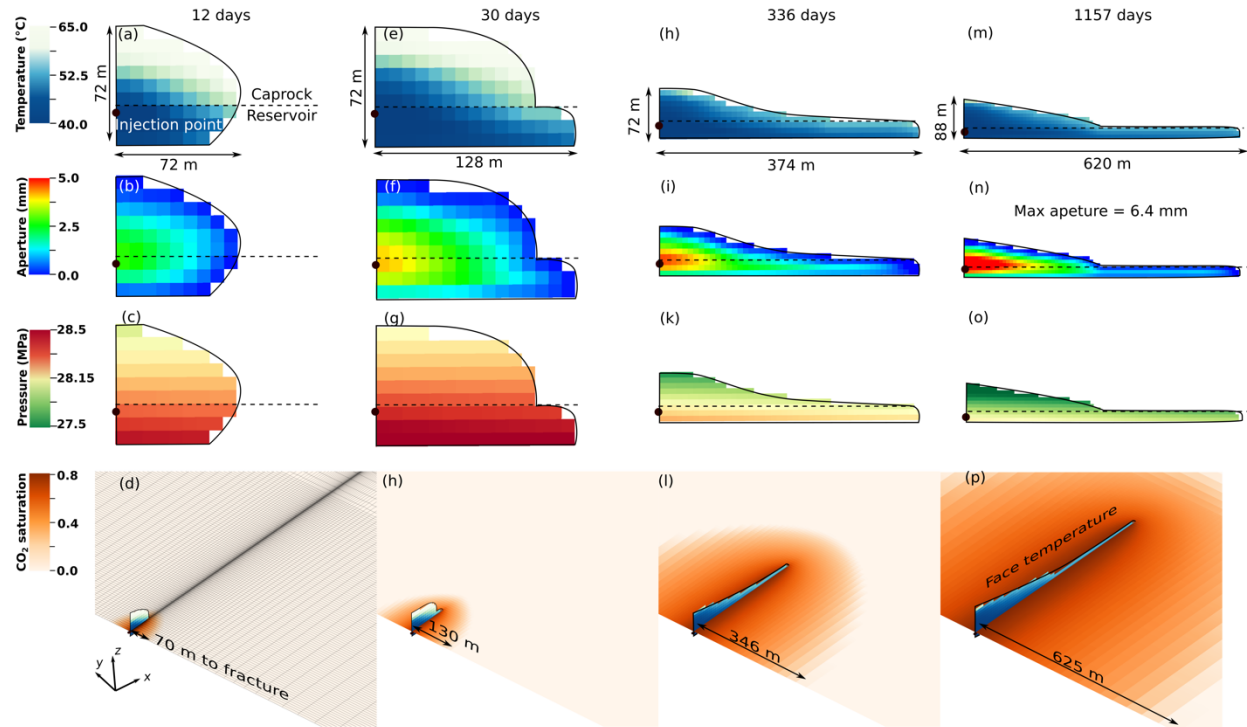 12 days
30 days
336 days
1157 days
Temperature (°C)
65.0
52.5
40.0
(a)
72 m
Injection point
Caprock
Reservoir
72 m
(e)
72 m
128 m
(h)
72 m
374 m
(m)
88 m
620 m
Aperture (mm)
5.0
2.5
0.0
(b)
(f)
(i)
(n)
Max apeture = 6.4 mm
Pressure (MPa)
28.5
28.15
27.5
(c)
(g)
(k)
(o)
CO₂ saturation
0.8
0.4
0.0
(d)
70 m to fracture
z
y
x
(h)
130 m
(l)
346 m
(p)
Face temperature
625 m